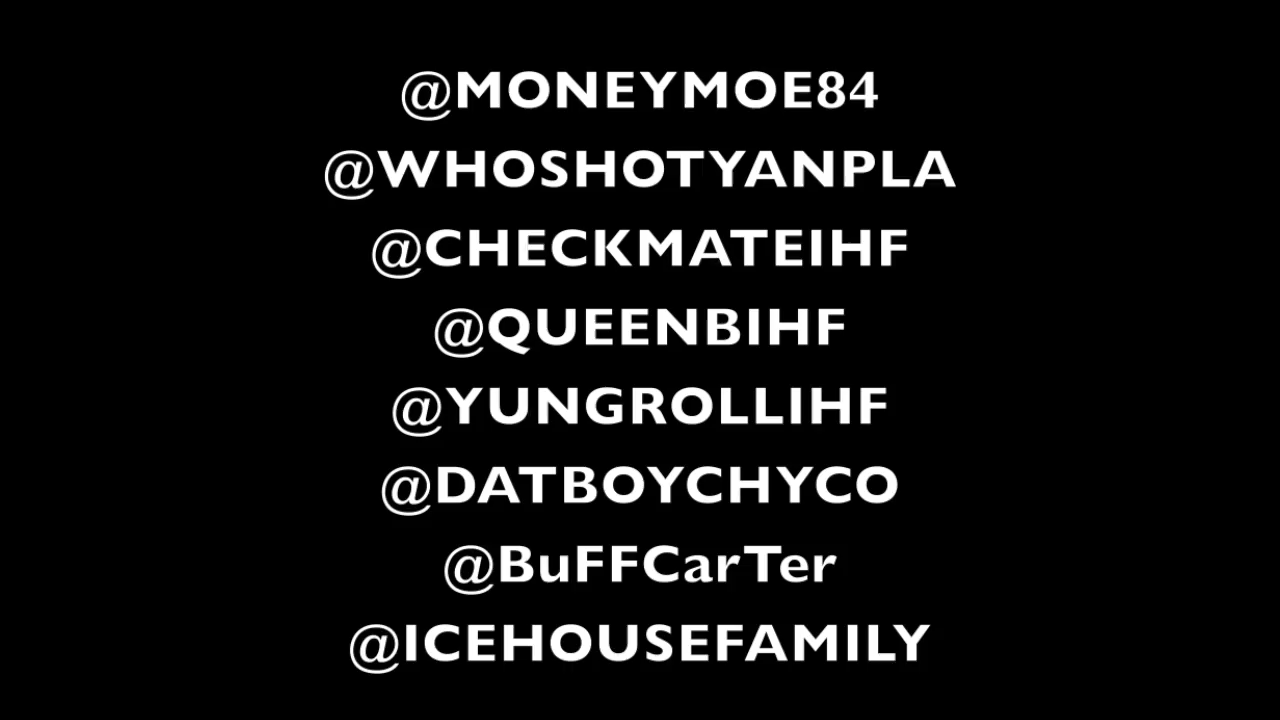 @MONEYMOE84
@WHOSHOTYANPLA
@CHECKMATEIHF
@QUEENBIHF
@YUNGROLLIHF
@DATBOYCHYCO
@BuFFCarTer
@ICEHOUSEFAMILY